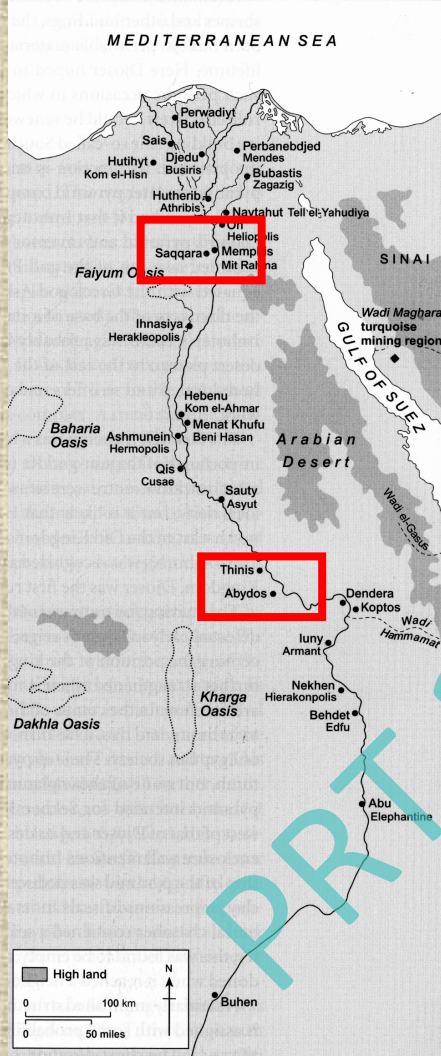 MEDITERRANEAN SEA
Perwadiyt
Buto
Sais
Djedu
Busiris
Perbanebdjed
Mendes
Hutihyt
Kom el-Hisn
Bubastis
Zagazig
Hutherib
Athribis
Naytahut Tell el-Yahudiya
On
Heliopolis
Saqqara
Memphis
Mit Rahina
SINAI
Faiyum Oasis
Wadi Maghara
turquoise
mining region
Ihnasiya
Herakleopolis
GULF OF SUEZ
Hebenu
Kom el-Ahmar
Menat Khufu
Beni Hasan
Baharia
Oasis
Ashmunein
Hermopolis
Arabian
Desert
Qis
Cusae
Sauty
Asyut
Wadi el-Gasus
Thinis
Abydos
Dendera
Koptos
Wadi
Hammamat
Iuny
Armant
Nekhen
Hierakonpolis
Kharga
Oasis
Dakhla Oasis
Behdet
Edfu
Abu
Elephantine
PRT
High land
N
0 100 km
0 50 miles
Buhen